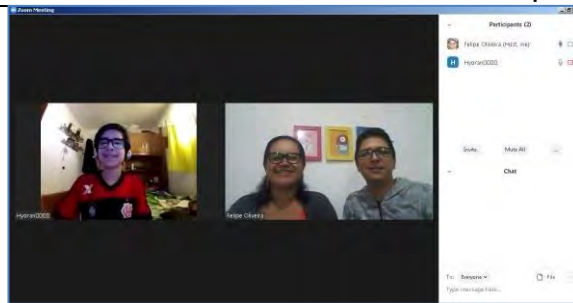 Zoom Meeting
Participants (2)
Felipe Oliveira (Host, me)
H Hyoran0000
Invite
Mute All
...
Chat
Hyoran0000
Felipe Oliveira
To: Everyone
File
...
Type message here...